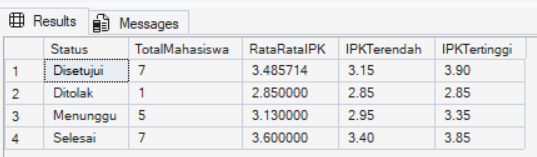 Results Messages
Status TotalMahasiswa RataRataIPK IPKTerendah IPKTertinggi
1 Disetujui 7 3.485714 3.15 3.90
2 Ditolak 1 2.850000 2.85 2.85
3 Menunggu 5 3.130000 2.95 3.35
4 Selesai 7 3.600000 3.40 3.85